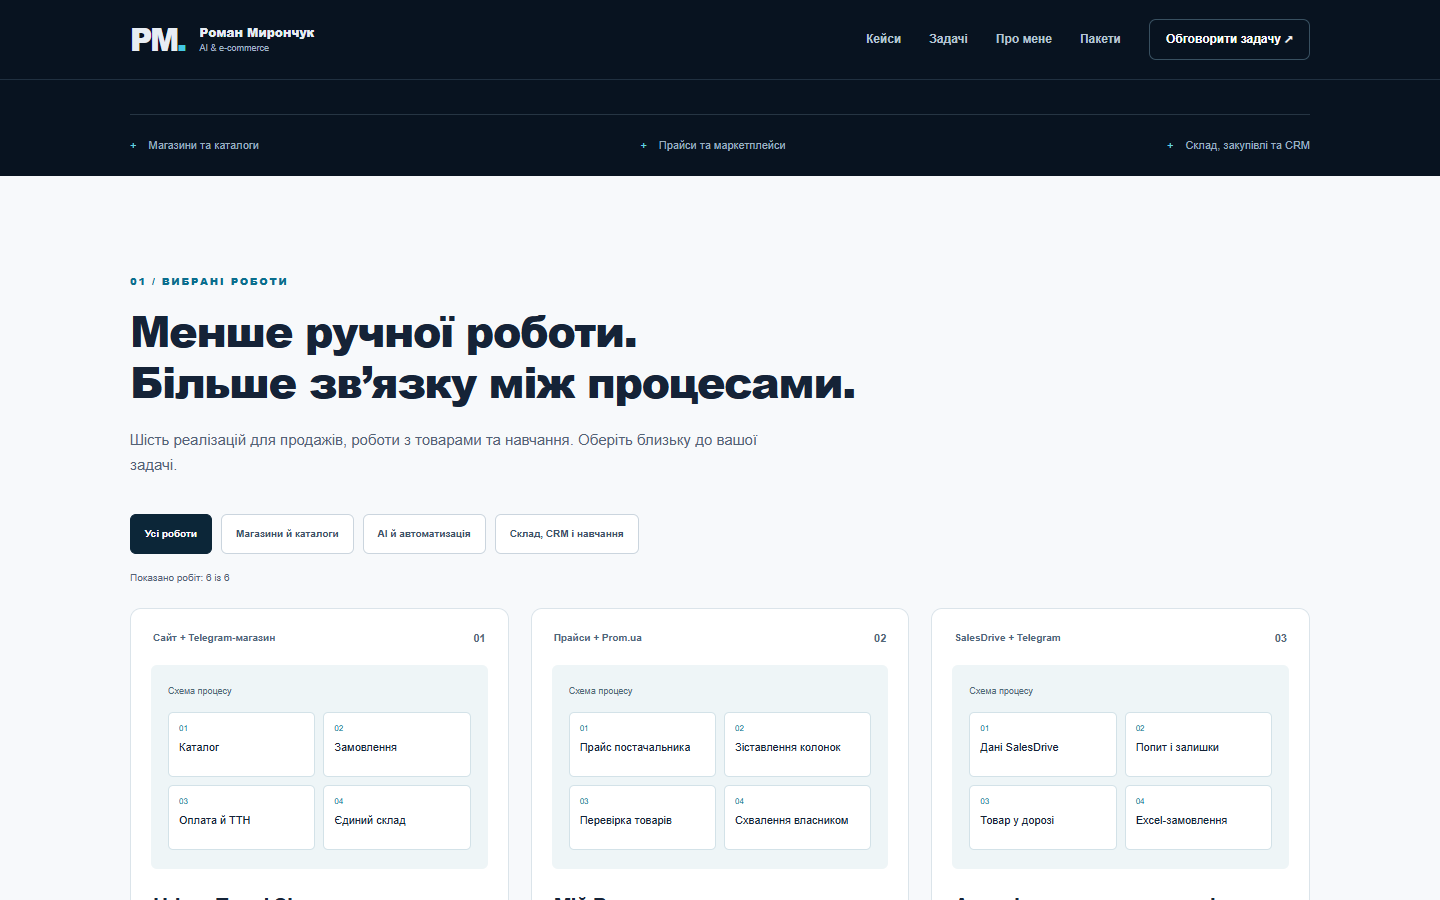 РМ.
Роман Мирончук
AI & e-commerce
Кейси
Задачі
Про мене
Пакети
Обговорити задачу ↗
+ Магазини та каталоги
+ Прайси та маркетплейси
+ Склад, закупівлі та CRM
01 / ВИБРАНІ РОБОТИ
Менше ручної роботи.
Більше зв’язку між процесами.
Шість реалізацій для продажів, роботи з товарами та навчання. Оберіть близьку до вашої
задачі.
Усі роботи
Магазини й каталоги
AI й автоматизація
Склад, CRM і навчання
Показано робіт: 6 із 6
Сайт + Telegram-магазин
01
Схема процесу
01
Каталог
02
Замовлення
03
Оплата й ТТН
04
Єдиний склад
Прайси + Prom.ua
02
Схема процесу
01
Прайс постачальника
02
Зіставлення колонок
03
Перевірка товарів
04
Схвалення власником
SalesDrive + Telegram
03
Схема процесу
01
Дані SalesDrive
02
Попит і залишки
03
Товар у дорозі
04
Excel-замовлення